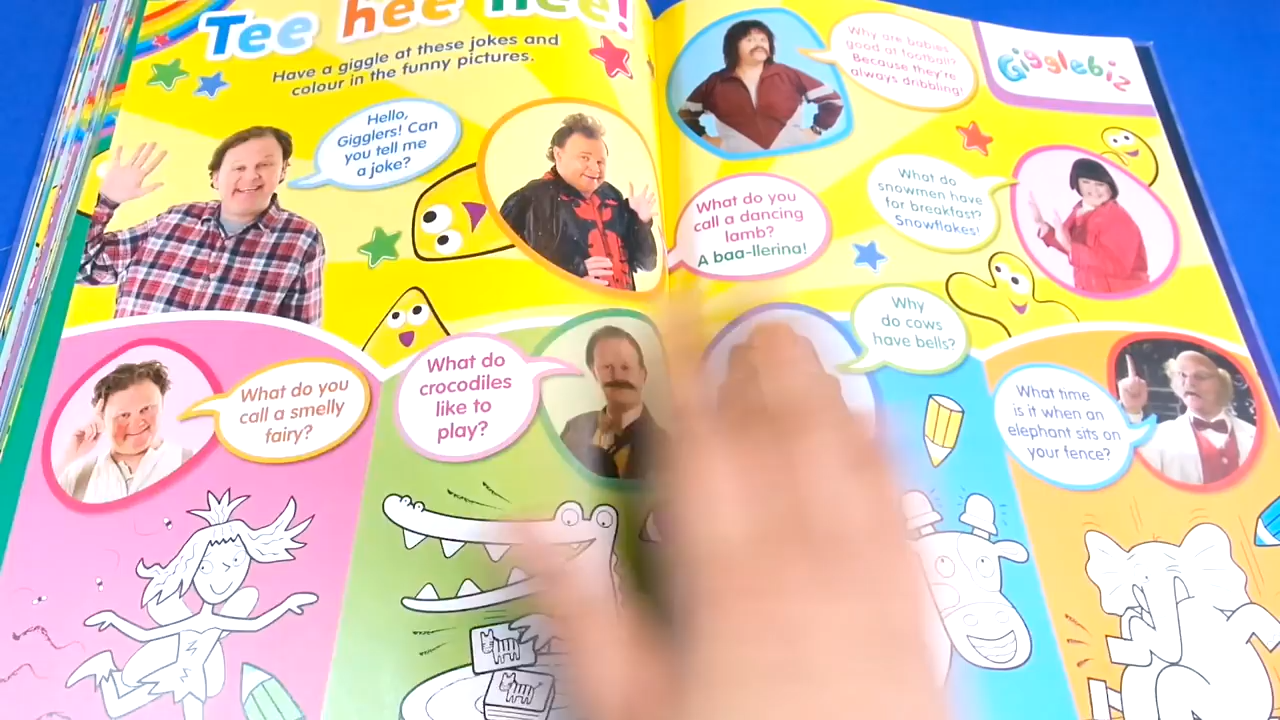 Tee hee hee!
Have a giggle at these jokes and
colour in the funny pictures.
Hello,
Gigglers! Can
you tell me
a joke?
What do you
call a dancing
lamb?
A baa-llerina!
Why are babies
good at football?
Because they're
always dribbling!
Gigglebiz
What do
snowmen have
for breakfast?
Snowflakes!
What do you
call a smelly
fairy?
What do
crocodiles
like to
play?
Why
do cows
have bells?
What time
is it when an
elephant sits on
your fence?